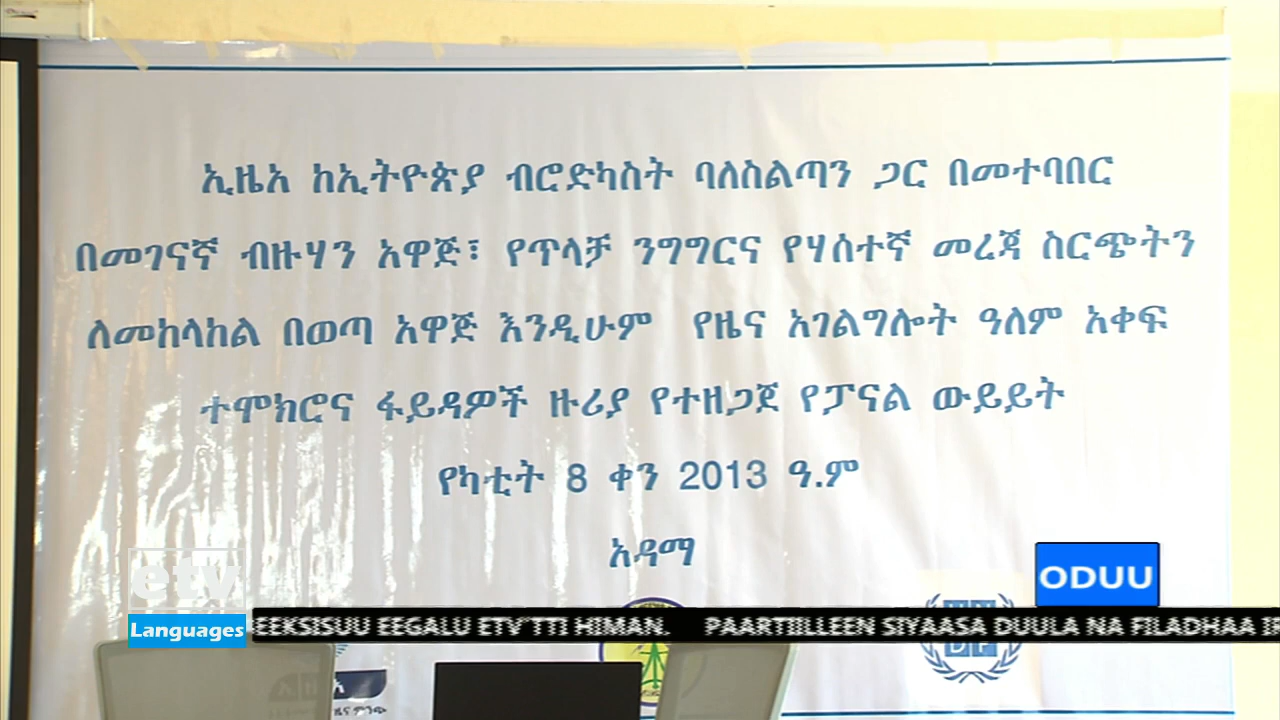 ኢዜአ ከኢትዮጵያ ብሮድካስት ባለስልጣን ጋር በመተባበር
በመገናኛ ብዙሃን አዋጅ፣ የጥላቻ ንግግርና የሃሰተኛ መረጃ ስርጭትን
ለመከላከል በወጣ አዋጅ እንዲሁም የዜና አገልግሎት ዓለም አቀፍ
ተሞክሮና ፋይዳዎች ዙሪያ የተዘጋጀ የፓናል ውይይት
የካቲት 8 ቀን 2013 ዓ.ም
አዳማ
etv
Languages
ODUU
EEKSISUU EEGALU ETV'TTI HIMAN. PAARTIILLEEN SIYAASA DUULA NA FILADHAA